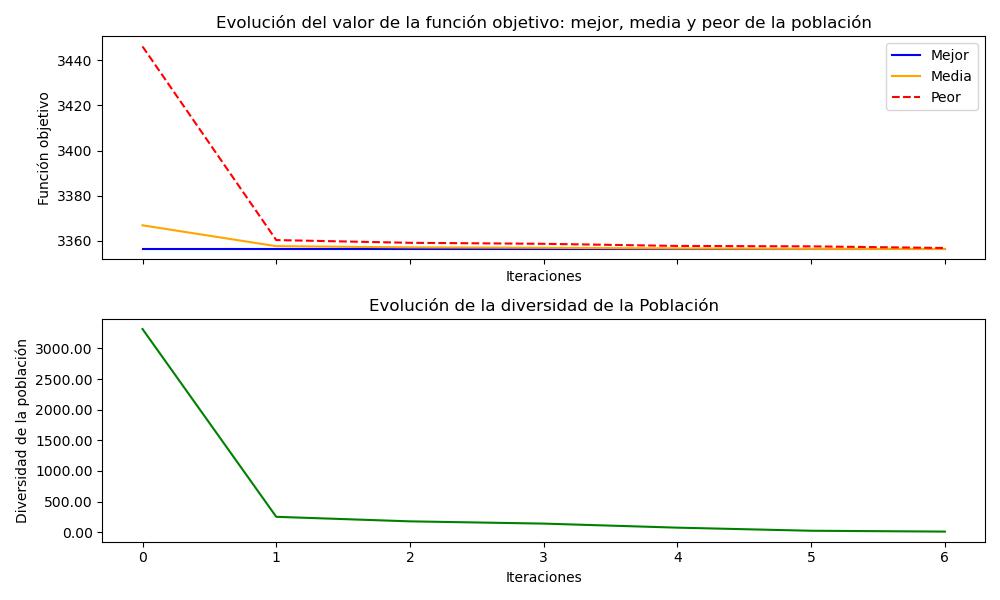 Evolución del valor de la función objetivo: mejor, media y peor de la población
3440
3420
3400
3380
3360
Función objetivo
Mejor
Media
Peor
Iteraciones
Evolución de la diversidad de la Población
3000.00
2500.00
2000.00
1500.00
1000.00
500.00
0.00
Diversidad de la población
0 1 2 3 4 5 6
Iteraciones